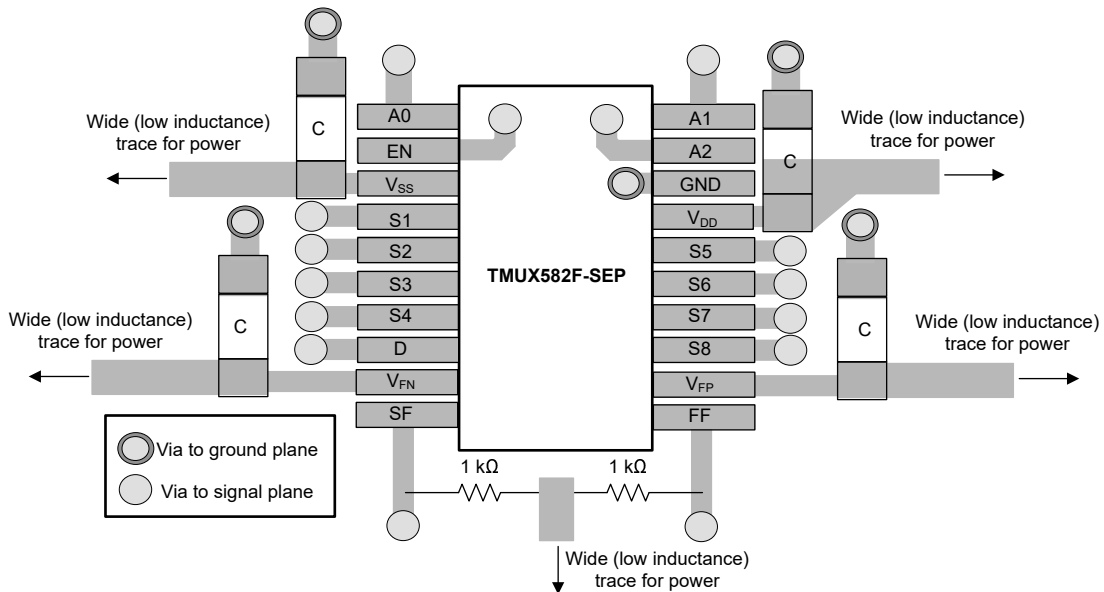 Wide (low inductance)
trace for power
C
A0
EN
VSS
S1
S2
S3
S4
D
VFN
SF
C
Wide (low inductance)
trace for power
TMUX582F-SEP
A1
A2
GND
VDD
S5
S6
S7
S8
VFP
FF
C
Wide (low inductance)
trace for power
C
Wide (low inductance)
trace for power
Via to ground plane
Via to signal plane
1 kΩ
1 kΩ
Wide (low inductance)
trace for power